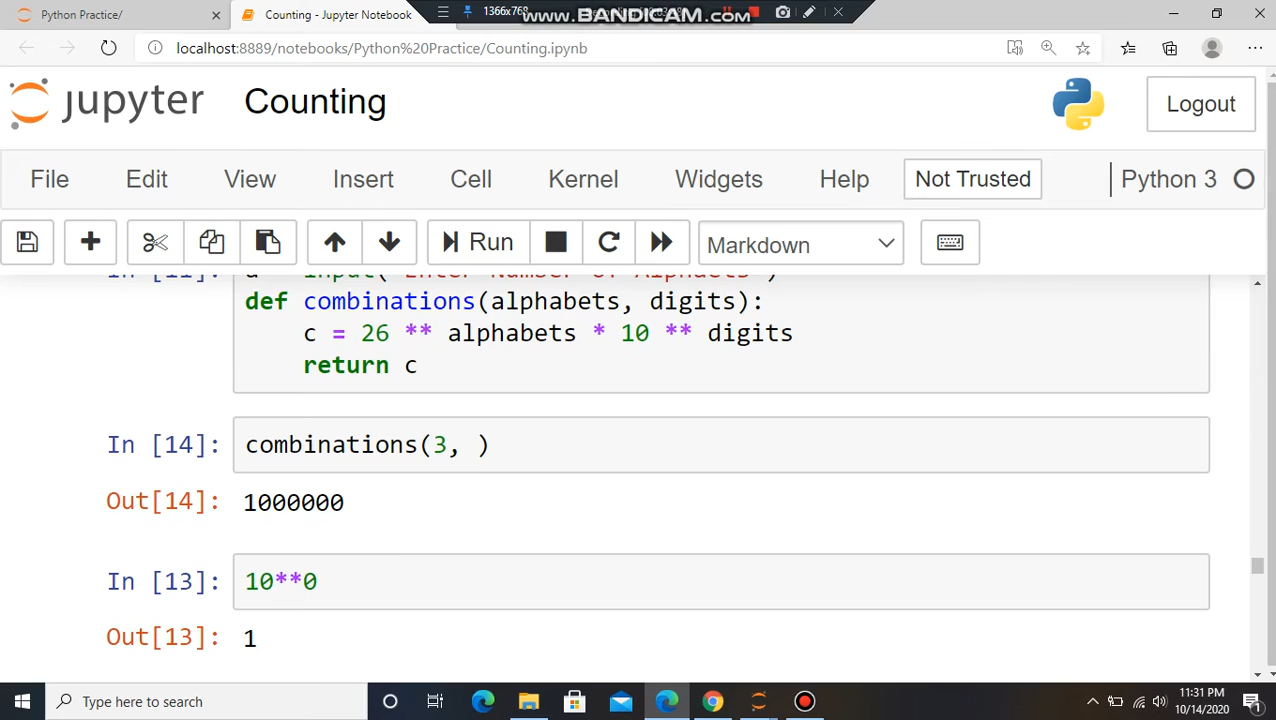 Python Practice/
Counting - Jupyter Notebook
1366x768
www.BANDICAM.com
localhost:8889/notebooks/Python%20Practice/Counting.ipynb
jupyter Counting
Logout
File Edit View Insert Cell Kernel Widgets Help Not Trusted Python 3
Run Markdown
def combinations(alphabets, digits):
c = 26 ** alphabets * 10 ** digits
return c
In [14]: combinations(3, )
Out[14]: 1000000
In [13]: 10**0
Out[13]: 1
Type here to search
11:31 PM
10/14/2020
1